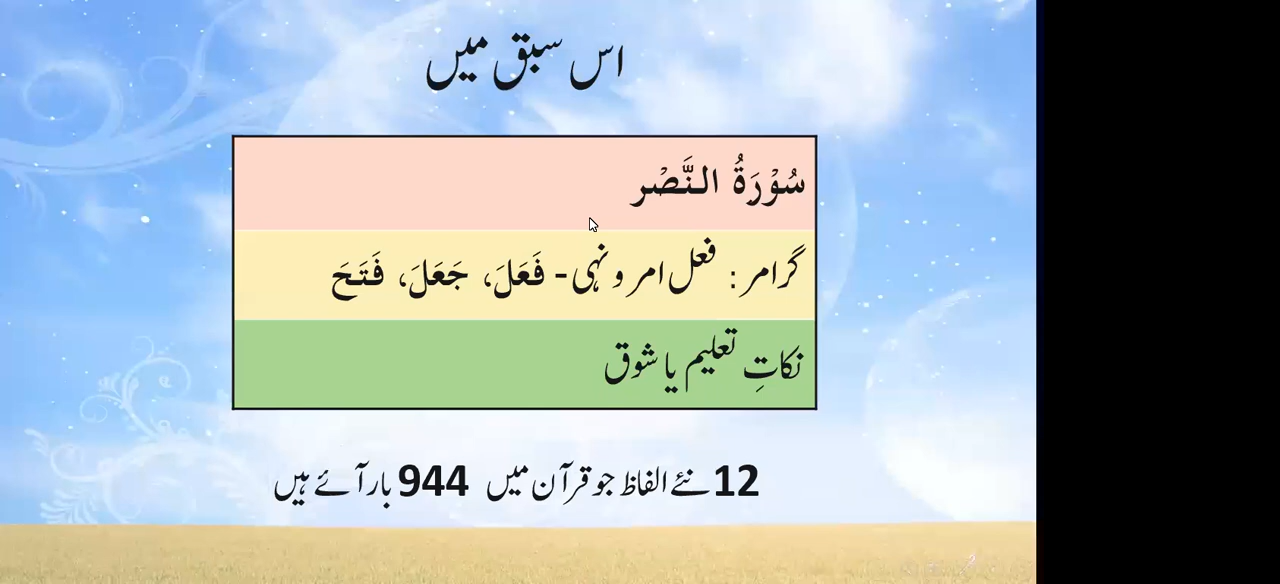 اس سبق میں
سُوْرَةُ النَّصْر
گرامر: فعل امر و نہی - فَعَلَ، جَعَلَ، فَتَحَ
نکاتِ تعلیم یا شوق
12 نئے الفاظ جو قرآن میں 944 بار آئے ہیں